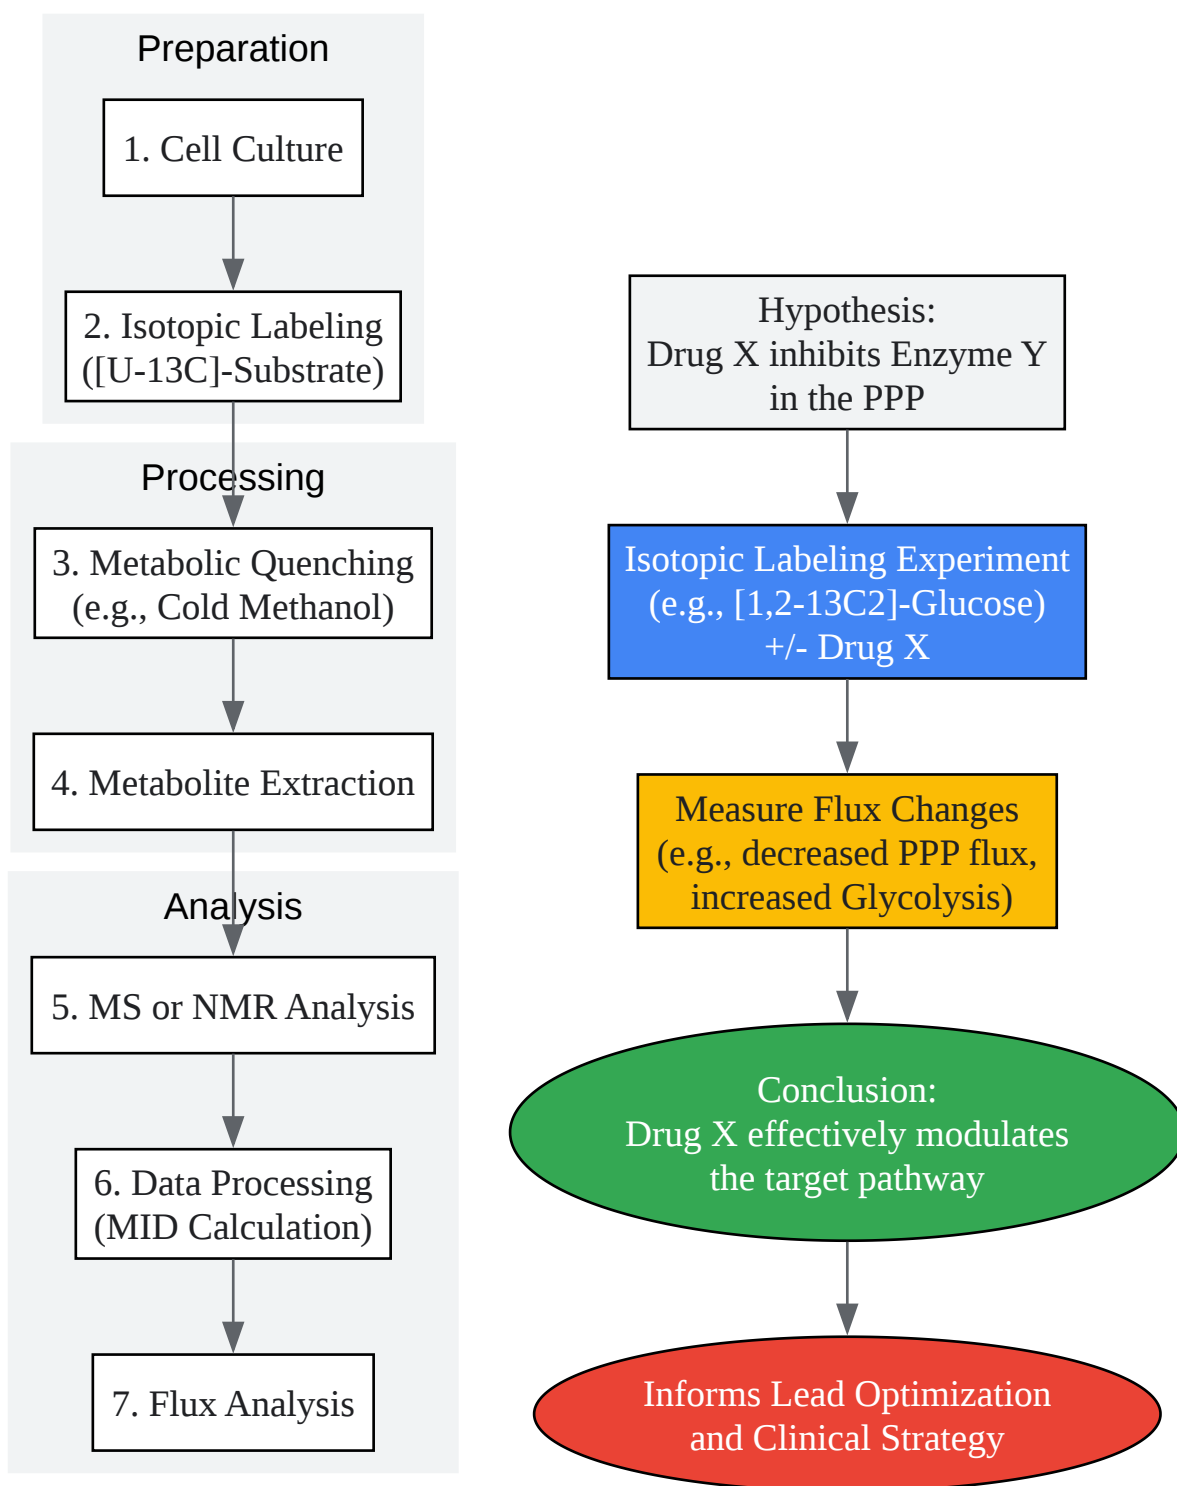 Preparation
1. Cell Culture
2. Isotopic Labeling
([U-13C]-Substrate)
Processing
3. Metabolic Quenching
(e.g., Cold Methanol)
4. Metabolite Extraction
Analysis
5. MS or NMR Analysis
6. Data Processing
(MID Calculation)
7. Flux Analysis
Hypothesis:
Drug X inhibits Enzyme Y
in the PPP
Isotopic Labeling Experiment
(e.g., [1,2-13C2]-Glucose)
+/- Drug X
Measure Flux Changes
(e.g., decreased PPP flux,
increased Glycolysis)
Conclusion:
Drug X effectively modulates
the target pathway
Informs Lead Optimization
and Clinical Strategy